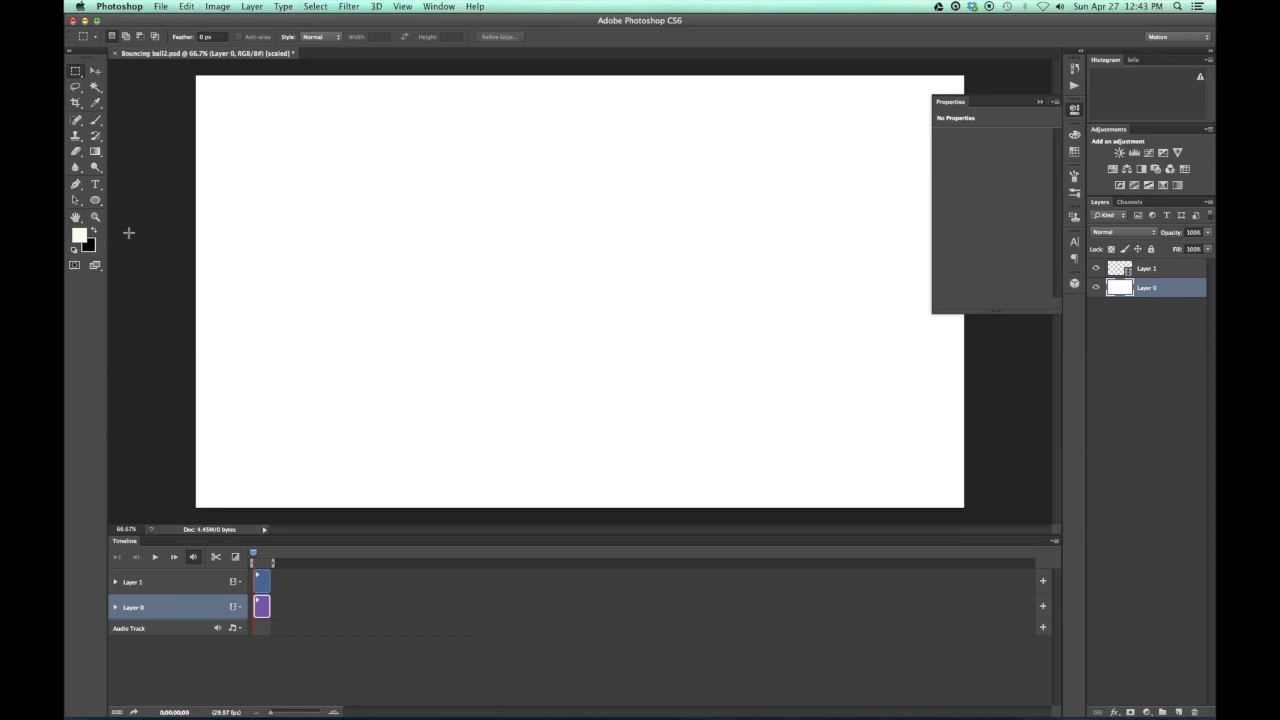 Photoshop File Edit Image Layer Type Select Filter 3D View Window Help Sun Apr 27 12:43 PM
Adobe Photoshop CS6
Feather: 0 px Anti-alias Style: Normal Width: Height: Refine Edge... Motion
× Bouncing ball2.psd @ 66.7% (Layer 0, RGB/8#) [scaled] *
Histogram Info
Properties
No Properties
Adjustments
Add an adjustment
Layers Channels
Kind
Normal Opacity: 100%
Lock: Fill: 100%
Layer 1
Layer 0
66.67% Doc: 4.45M/0 bytes
Timeline
Layer 1
Layer 0
Audio Track
0;00;00;00 (29.97 fps)